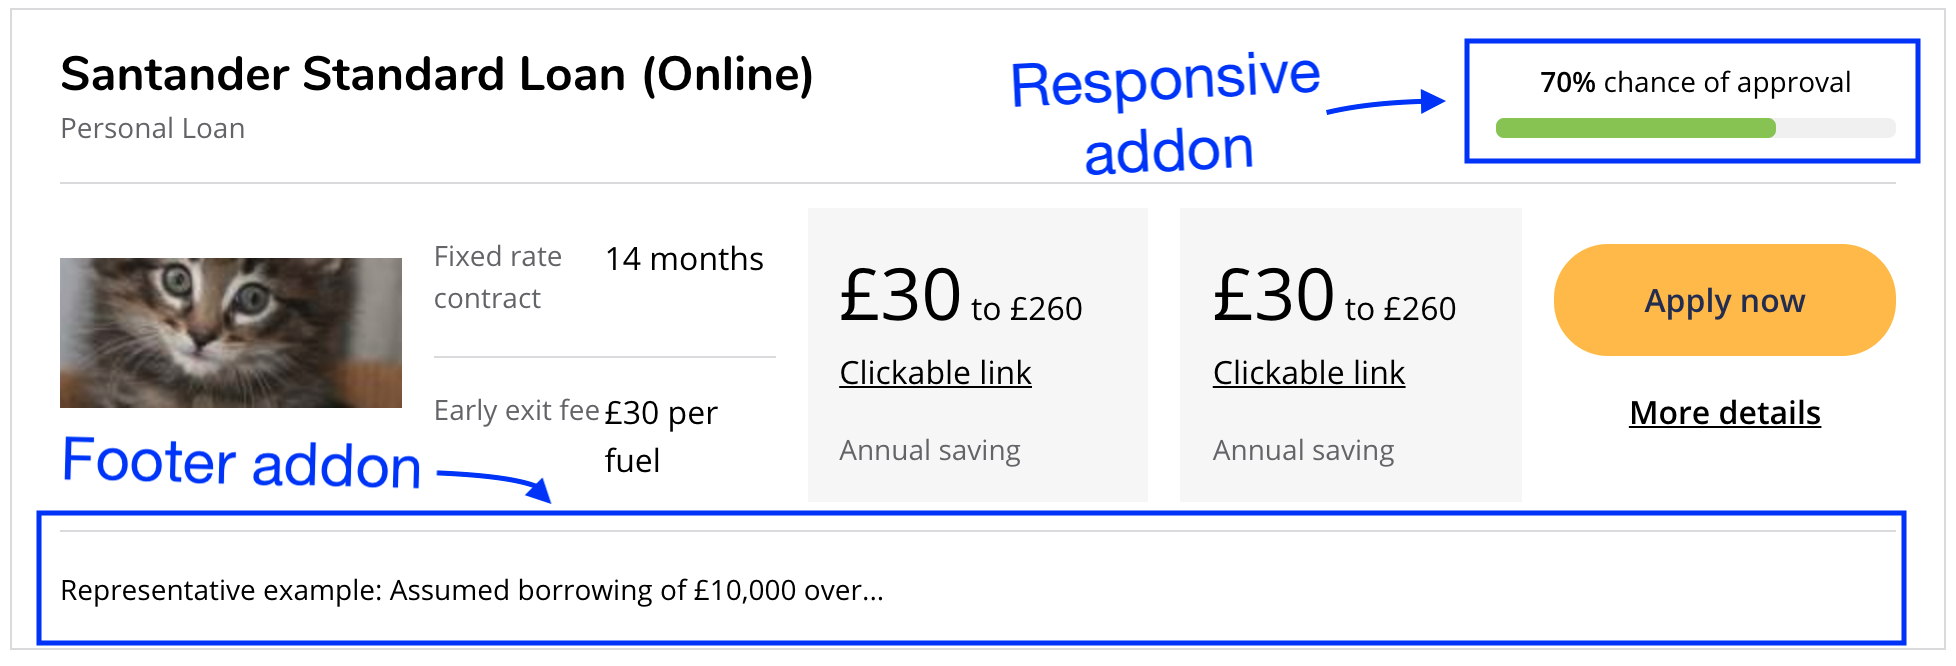 Santander Standard Loan (Online)
Personal Loan
Responsive
addon
70% chance of approval
Fixed rate
contract
14 months
Early exit fee
£30 per
fuel
£30 to £260
Clickable link
Annual saving
£30 to £260
Clickable link
Annual saving
Apply now
More details
Footer addon
Representative example: Assumed borrowing of £10,000 over...